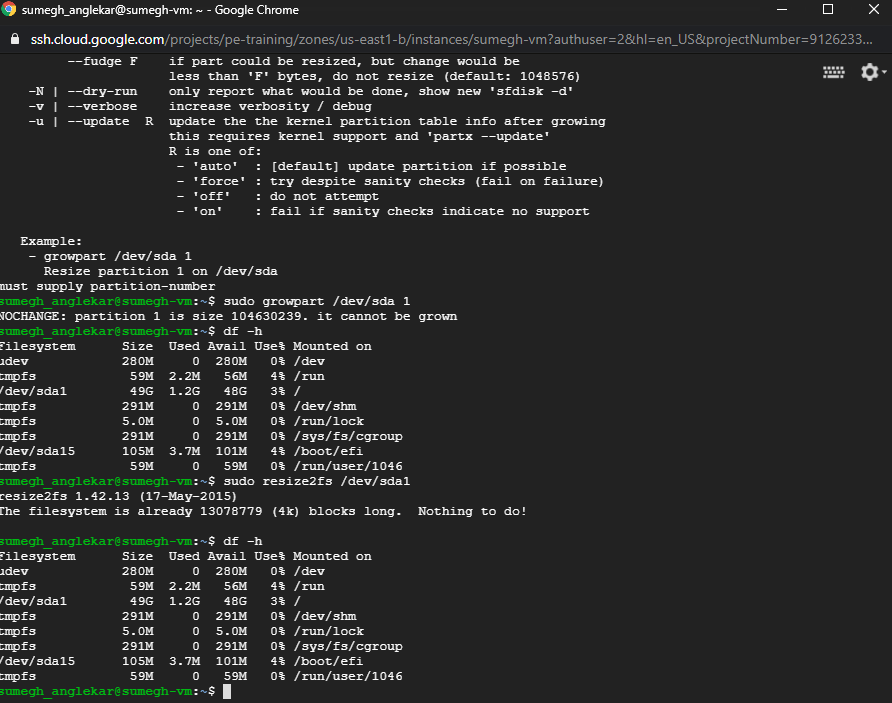 sumegh_anglekar@sumegh-vm: ~ - Google Chrome
ssh.cloud.google.com/projects/pe-training/zones/us-east1-b/instances/sumegh-vm?authuser=2&hl=en_US&projectNumber=9126233...
--fudge F    if part could be resized, but change would be
less than 'F' bytes, do not resize (default: 1048576)
-N | --dry-run    only report what would be done, show new 'sfdisk -d'
-v | --verbose    increase verbosity / debug
-u | --update  R  update the the kernel partition table info after growing
this requires kernel support and 'partx --update'
R is one of:
- 'auto'  : [default] update partition if possible
- 'force' : try despite sanity checks (fail on failure)
- 'off'   : do not attempt
- 'on'    : fail if sanity checks indicate no support
Example:
- growpart /dev/sda 1
Resize partition 1 on /dev/sda
must supply partition-number
sumegh_anglekar@sumegh-vm:~$ sudo growpart /dev/sda 1
NOCHANGE: partition 1 is size 104630239. it cannot be grown
sumegh_anglekar@sumegh-vm:~$ df -h
Filesystem      Size  Used Avail Use% Mounted on
udev            280M     0  280M   0% /dev
tmpfs            59M  2.2M   56M   4% /run
/dev/sda1        49G  1.2G   48G   3% /
tmpfs           291M     0  291M   0% /dev/shm
tmpfs           5.0M     0  5.0M   0% /run/lock
tmpfs           291M     0  291M   0% /sys/fs/cgroup
/dev/sda15      105M  3.7M  101M   4% /boot/efi
tmpfs            59M     0   59M   0% /run/user/1046
sumegh_anglekar@sumegh-vm:~$ sudo resize2fs /dev/sda1
resize2fs 1.42.13 (17-May-2015)
The filesystem is already 13078779 (4k) blocks long.  Nothing to do!
sumegh_anglekar@sumegh-vm:~$ df -h
Filesystem      Size  Used Avail Use% Mounted on
udev            280M     0  280M   0% /dev
tmpfs            59M  2.2M   56M   4% /run
/dev/sda1        49G  1.2G   48G   3% /
tmpfs           291M     0  291M   0% /dev/shm
tmpfs           5.0M     0  5.0M   0% /run/lock
tmpfs           291M     0  291M   0% /sys/fs/cgroup
/dev/sda15      105M  3.7M  101M   4% /boot/efi
tmpfs            59M     0   59M   0% /run/user/1046
sumegh_anglekar@sumegh-vm:~$